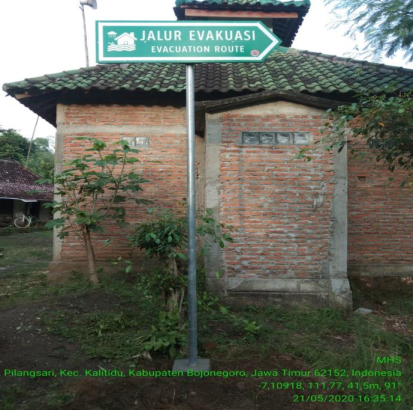 JALUR EVAKUASI
EVACUATION ROUTE
MHS
Pilangsari, Kec. Kalitidu, Kabupaten Bojonegoro, Jawa Timur 62152, Indonesia
-7,10918, 111,77, 41,5m, 91°
21/05/2020 16:35:14